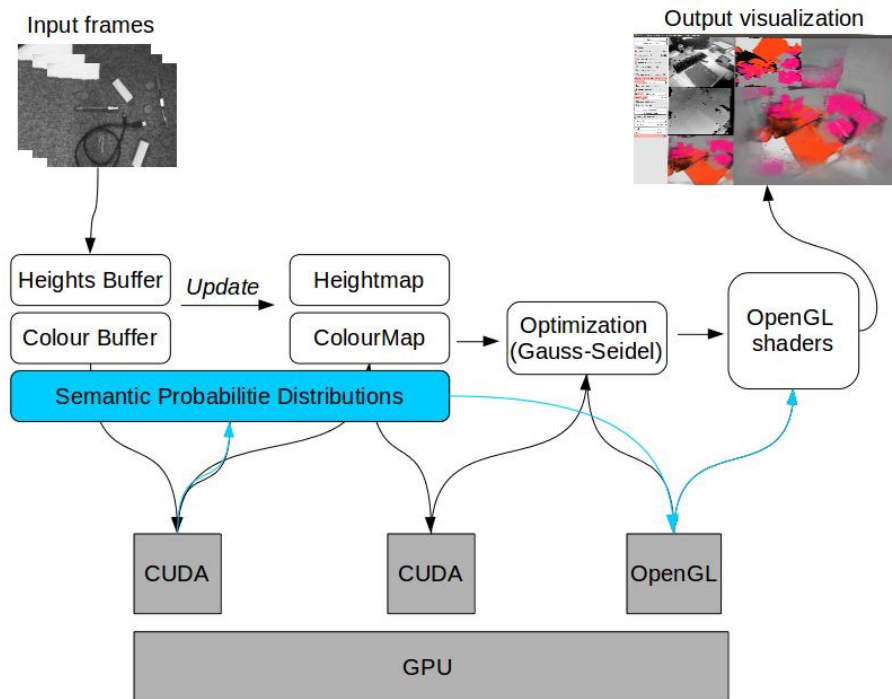 Input frames
Output visualization
Heights Buffer
Update
Heightmap
Colour Buffer
ColourMap
Optimization
(Gauss-Seidel)
OpenGL
shaders
Semantic Probabilitie Distributions
CUDA
CUDA
OpenGL
GPU